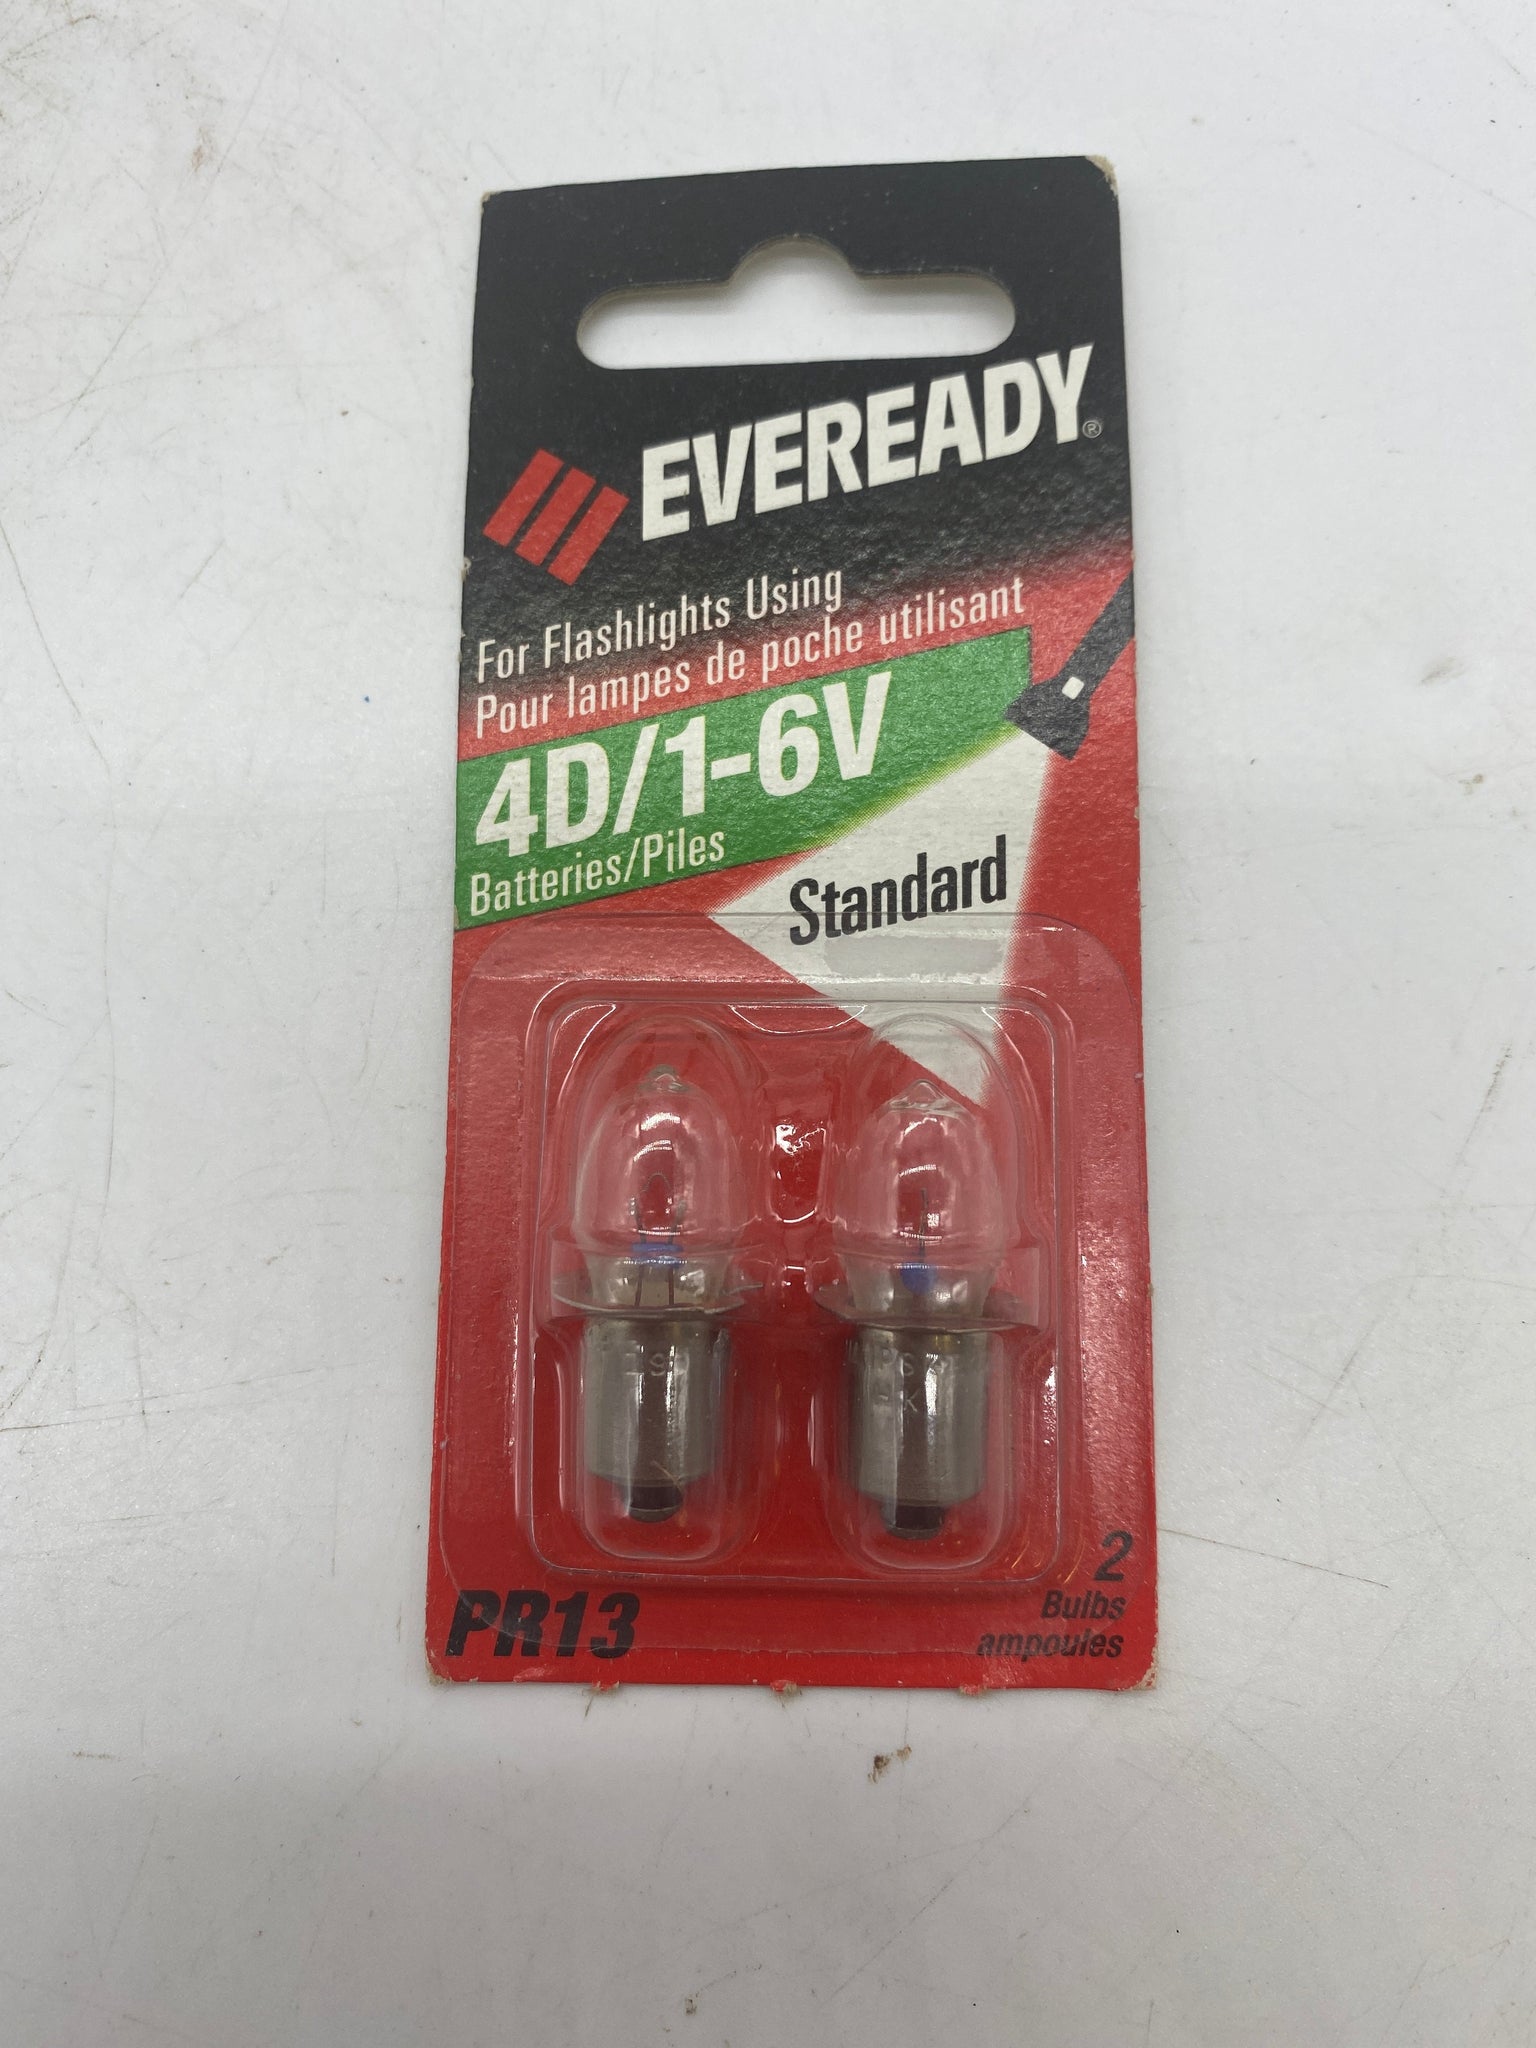 EVEREADY®
For Flashlights Using
Pour lampes de poche utilisant
4D/1-6V
Batteries/Piles
Standard
PR13
2
Bulbs
ampoules